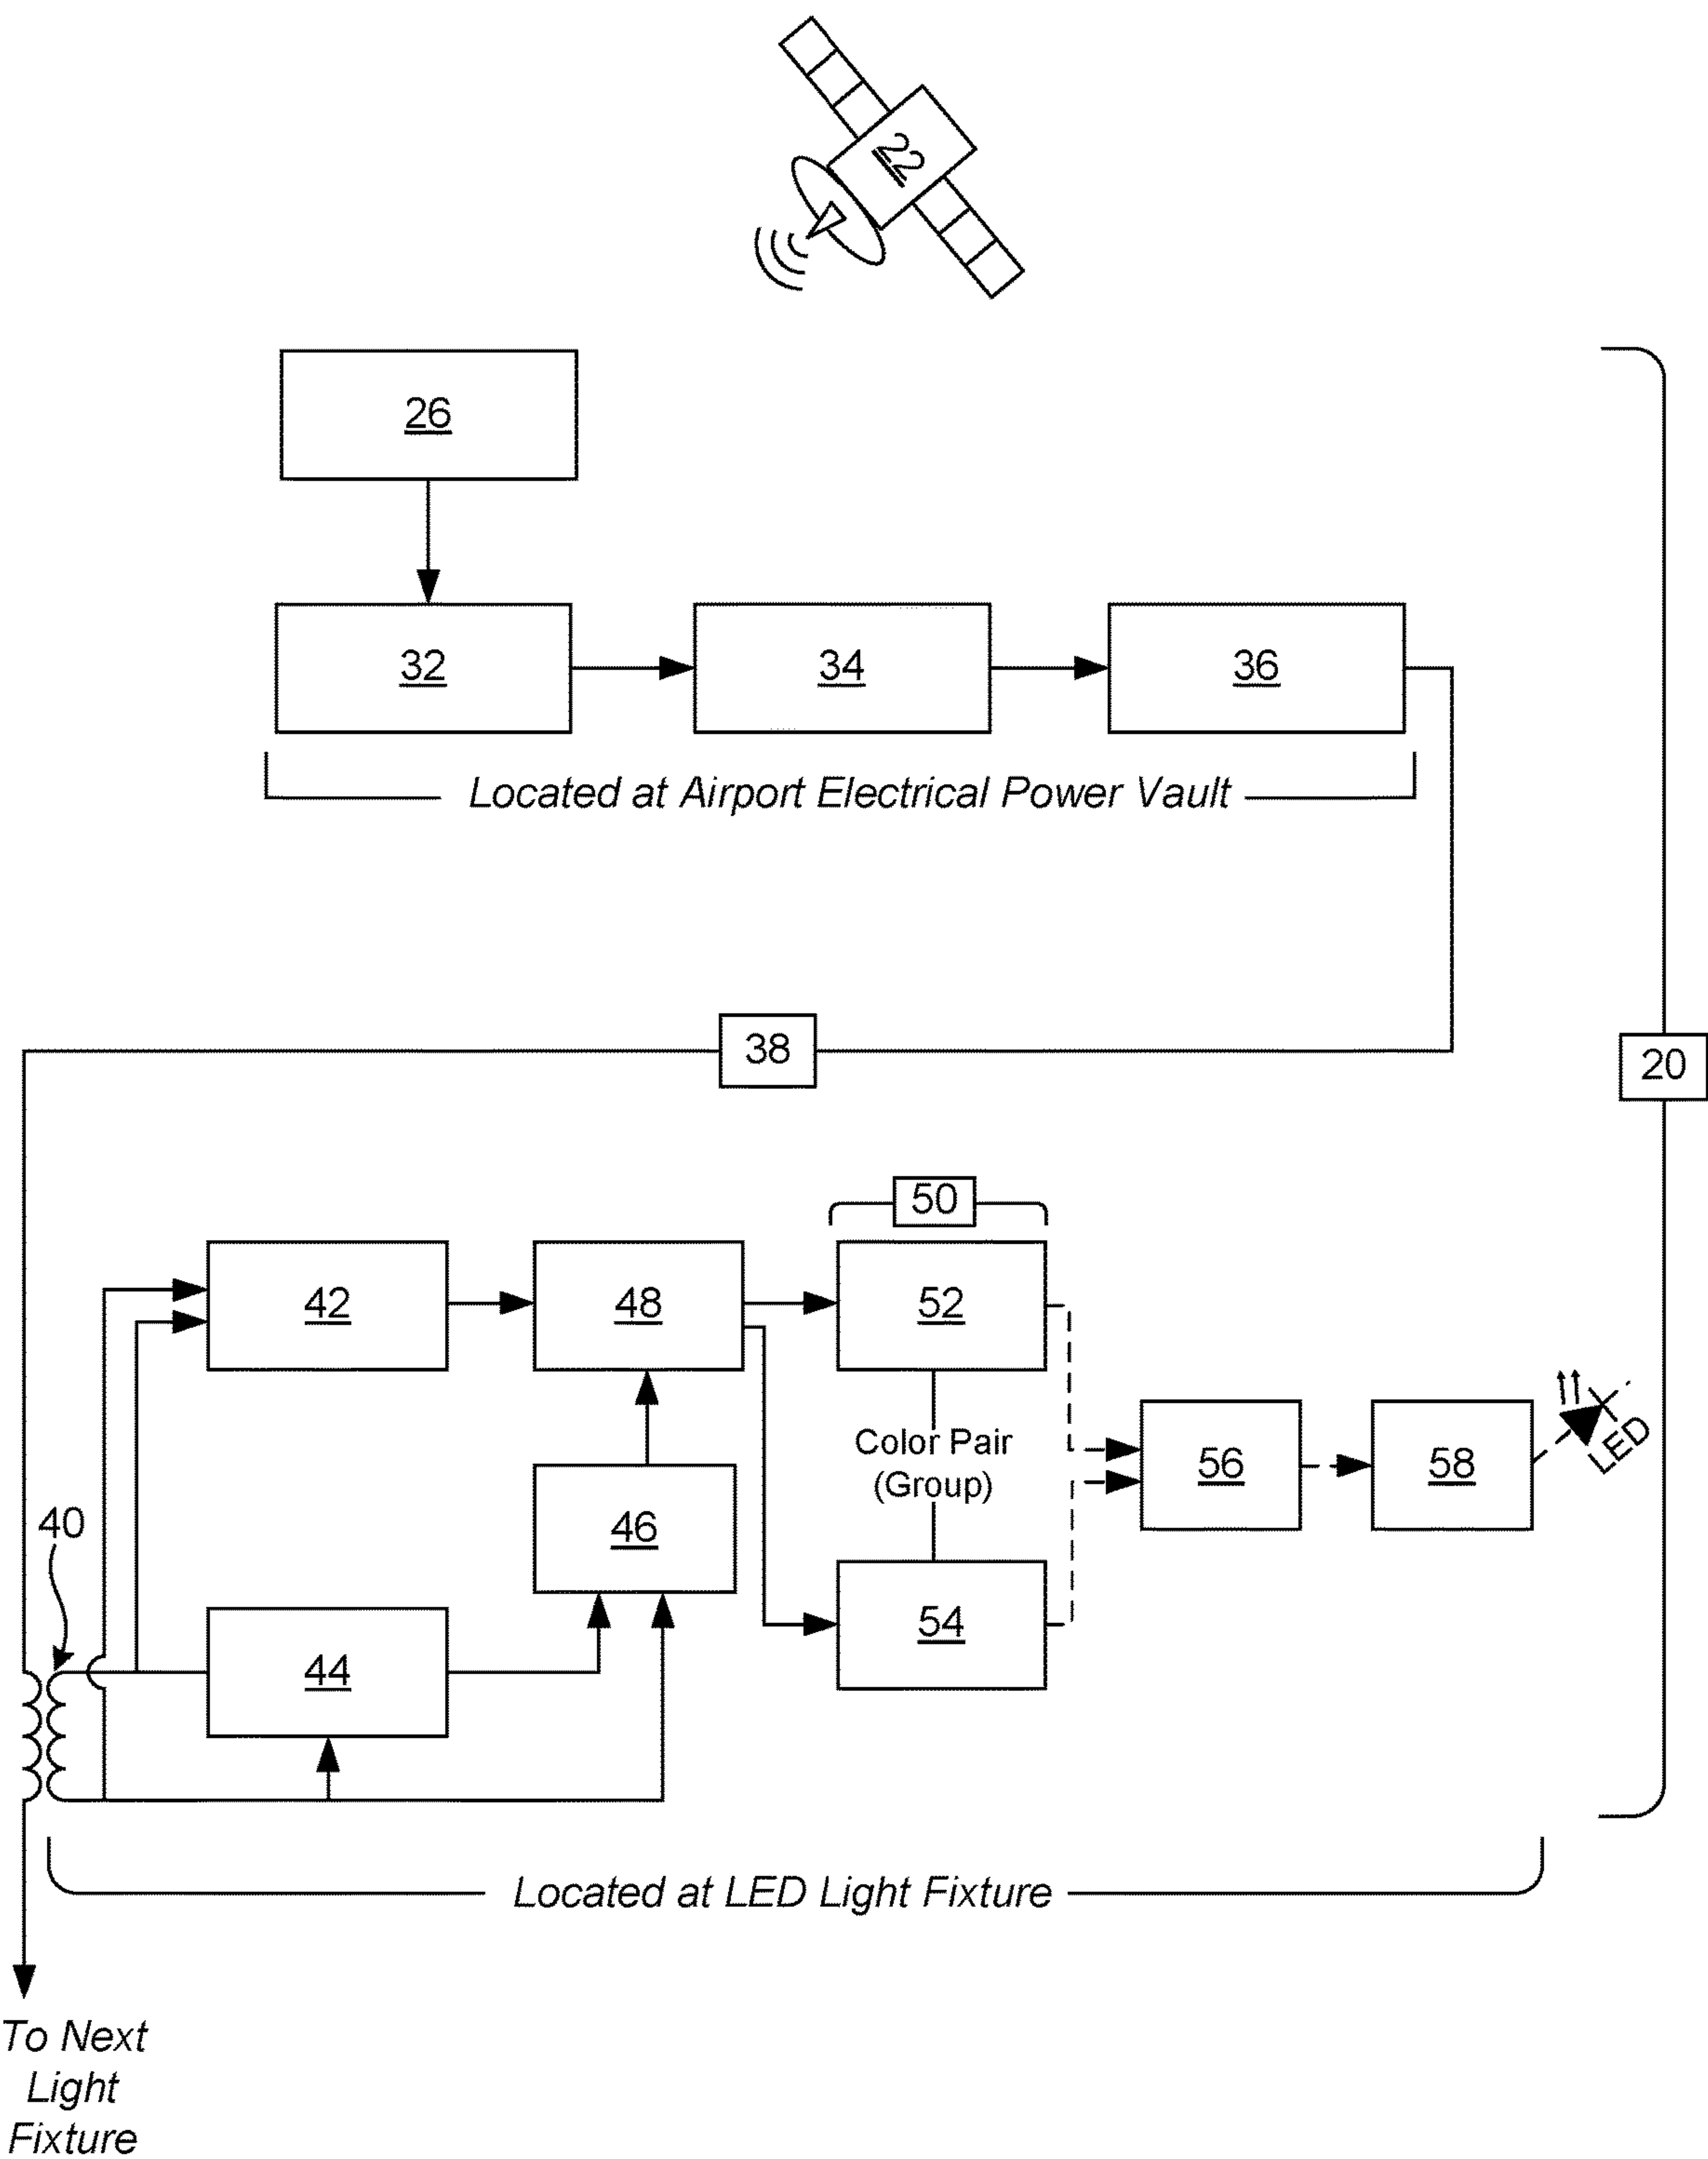 22
26
32
34
36
Located at Airport Electrical Power Vault
38
20
50
42
48
52
Color Pair
(Group)
56
58
LED
46
40
44
54
Located at LED Light Fixture
To Next
Light
Fixture